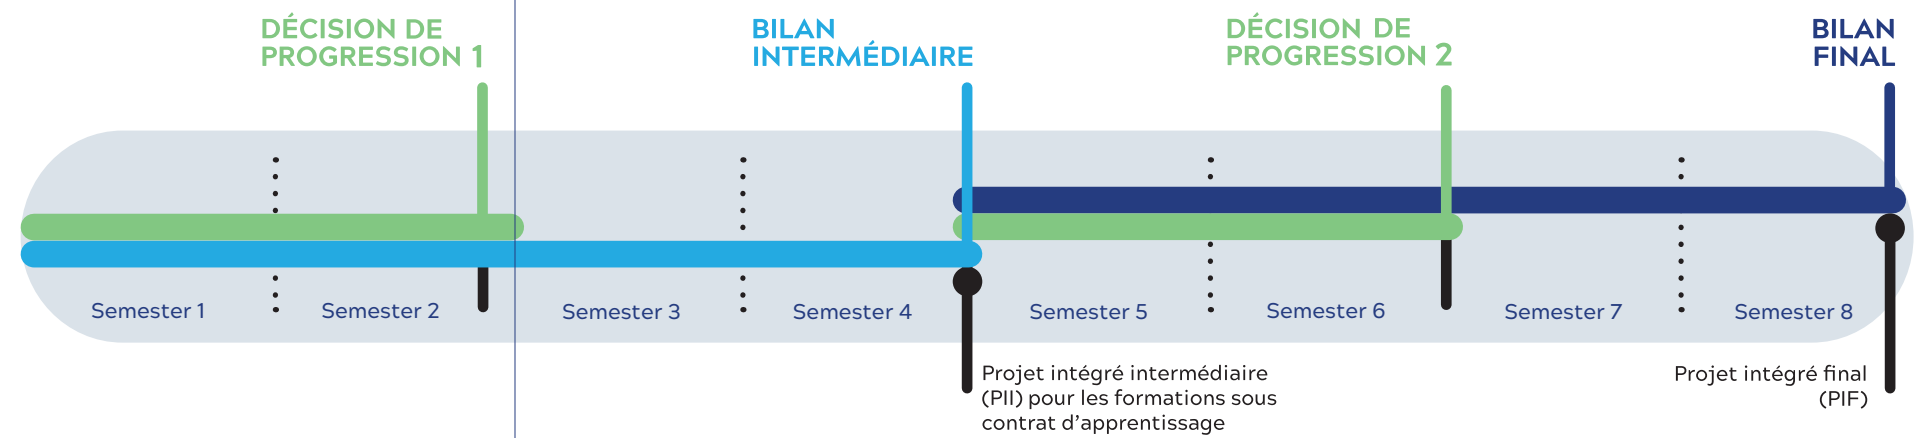 DÉCISION DE
PROGRESSION 1
BILAN
INTERMÉDIAIRE
DÉCISION DE
PROGRESSION 2
BILAN
FINAL
Semester 1
Semester 2
Semester 3
Semester 4
Semester 5
Semester 6
Semester 7
Semester 8
Projet intégré intermédiaire
(PII) pour les formations sous
contrat d'apprentissage
Projet intégré final
(PIF)